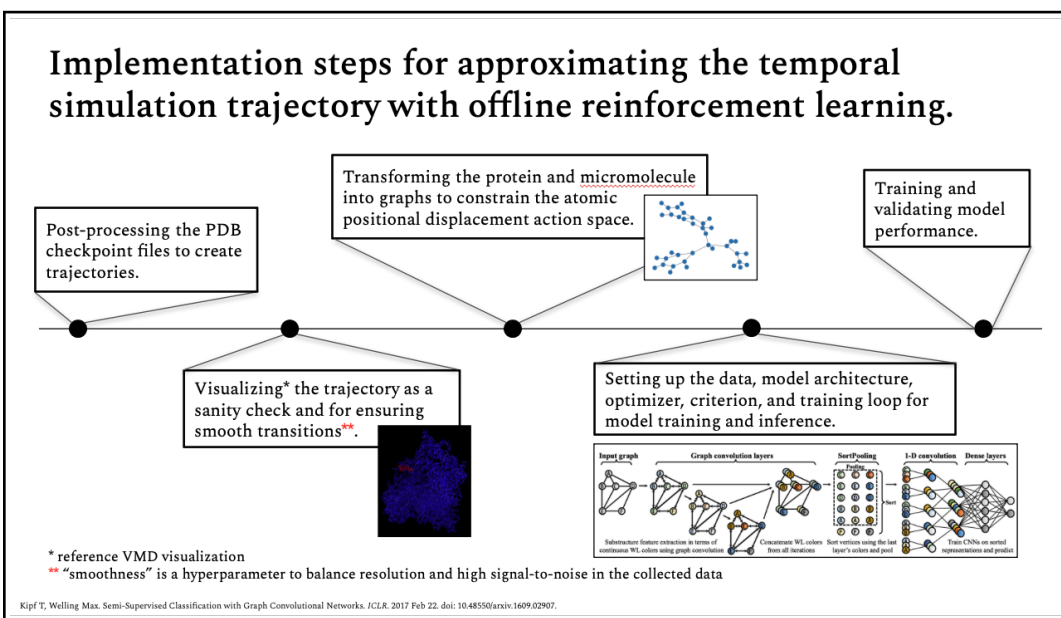 Implementation steps for approximating the temporal
simulation trajectory with offline reinforcement learning.
Transforming the protein and micromolecule
into graphs to constrain the atomic
positional displacement action space.
Training and
validating model
performance.
Post-processing the PDB
checkpoint files to create
trajectories.
Visualizing* the trajectory as a
sanity check and for ensuring
smooth transitions**.
Setting up the data, model architecture,
optimizer, criterion, and training loop for
model training and inference.
Input graph
Graph convolution layers
SortPooling
1-D convolution
Dense layers
Pooling
Sort
Substructure feature extraction in terms of
continuous WL colors using graph convolution
Concatenate WL colors
from all iterations
Sort vertices using the last
layer's colors and pool
Train CNNs on sorted
representations and predict
* reference VMD visualization
** "smoothness" is a hyperparameter to balance resolution and high signal-to-noise in the collected data
Kipf T, Welling Max. Semi-Supervised Classification with Graph Convolutional Networks. ICLR. 2017 Feb 22. doi: 10.48550/arxiv.1609.02907.